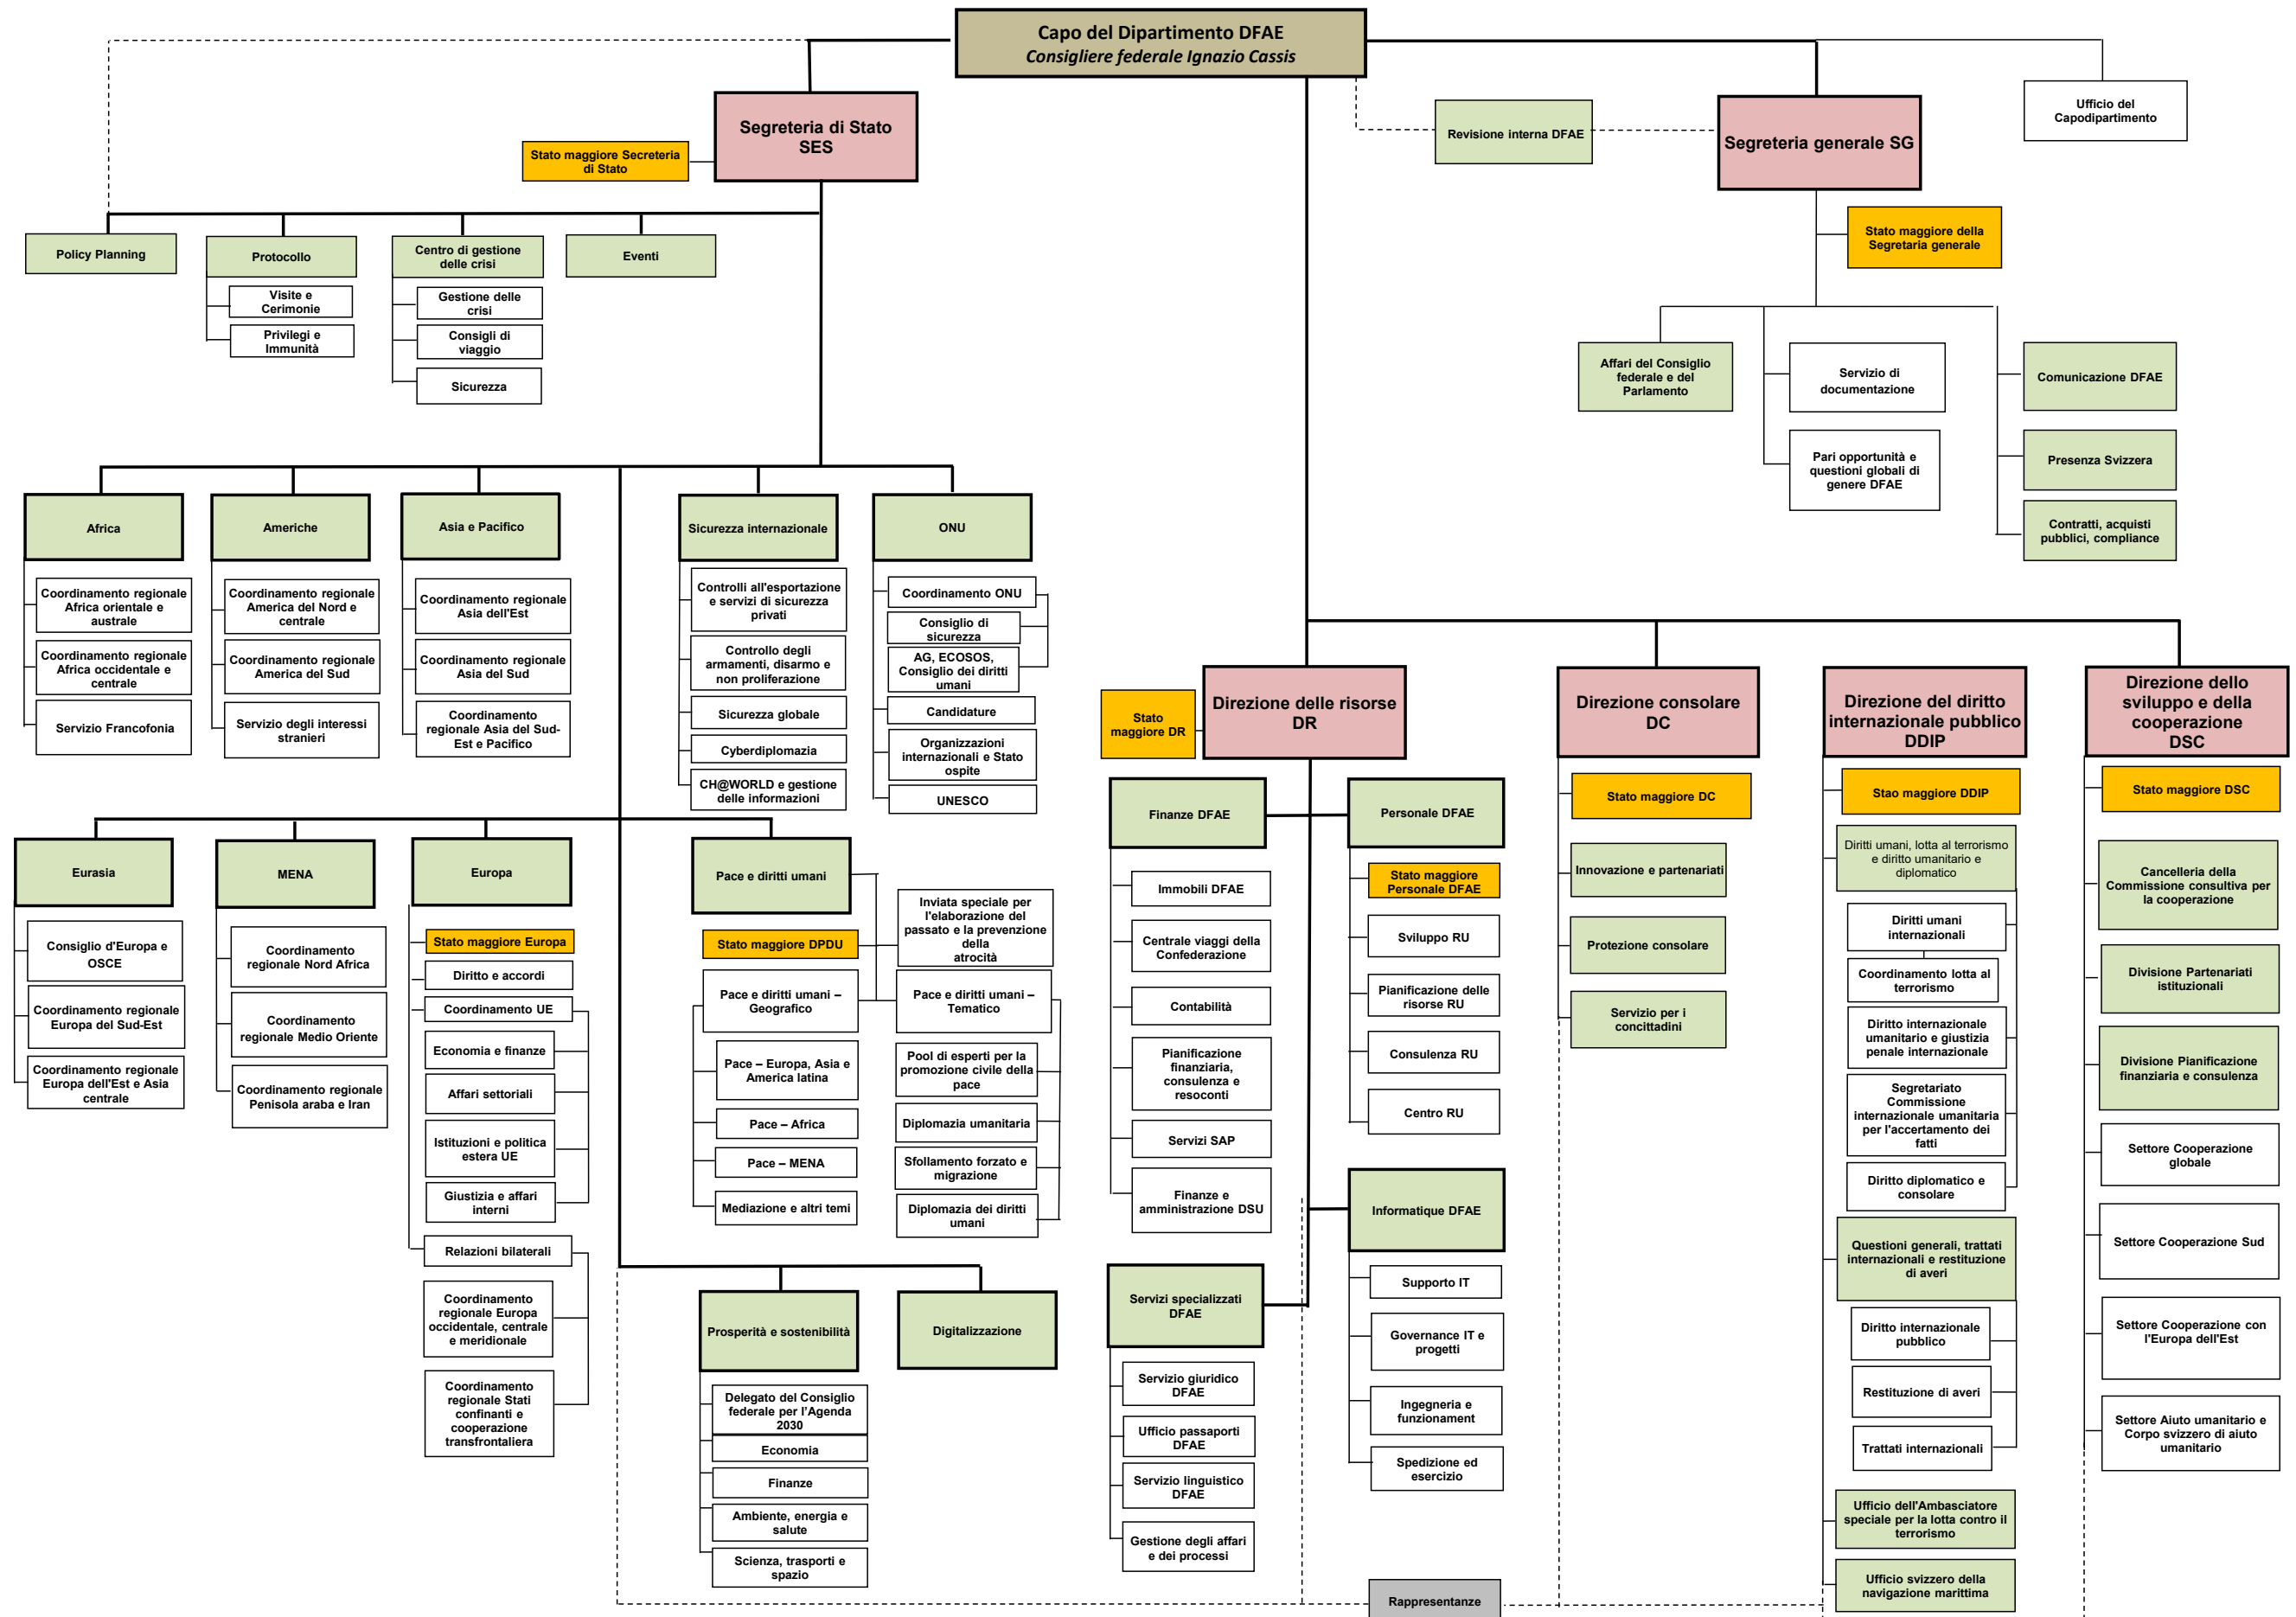 Capo del Dipartimento DFAE
Consigliere federale Ignazio Cassis
Segreteria di Stato
SES
Stato maggiore Secreteria
di Stato
Revisione interna DFAE
Segreteria generale SG
Ufficio del
Capodipartimento
Stato maggiore della
Segretaria generale
Policy Planning
Protocollo
Visite e
Cerimonie
Privilegi e
Immunità
Centro di gestione
delle crisi
Gestione delle
crisi
Consigli di
viaggio
Sicurezza
Eventi
Affari del Consiglio
federale e del
Parlamento
Servizio di
documentazione
Pari opportunità e
questioni globali di
genere DFAE
Comunicazione DFAE
Presenza Svizzera
Contratti, acquisti
pubblici, compliance
Africa
Coordinamento regionale
Africa orientale e
australe
Coordinamento regionale
Africa occidentale e
centrale
Servizio Francofonia
Americhe
Coordinamento regionale
America del Nord e
centrale
Coordinamento regionale
America del Sud
Servizio degli interessi
stranieri
Asia e Pacifico
Coordinamento regionale
Asia dell'Est
Coordinamento regionale
Asia del Sud
Coordinamento
regionale Asia del Sud-
Est e Pacifico
Sicurezza internazionale
Controlli all'esportazione
e servizi di sicurezza
privati
Controllo degli
armamenti, disarmo e
non proliferazione
Sicurezza globale
Cyberdiplomazia
CH@WORLD e gestione
delle informazioni
ONU
Coordinamento ONU
Consiglio di
sicurezza
AG, ECOSOS,
Consiglio dei diritti
umani
Candidature
Organizzazioni
internazionali e Stato
ospite
UNESCO
Eurasia
Consiglio d'Europa e
OSCE
Coordinamento regionale
Europa del Sud-Est
Coordinamento regionale
Europa dell'Est e Asia
centrale
MENA
Coordinamento
regionale Nord Africa
Coordinamento
regionale Medio Oriente
Coordinamento regionale
Penisola araba e Iran
Europa
Stato maggiore Europa
Diritto e accordi
Coordinamento UE
Economia e finanze
Affari settoriali
Istituzioni e politica
estera UE
Giustizia e affari
interni
Relazioni bilaterali
Coordinamento
regionale Europa
occidentale, centrale
e meridionale
Coordinamento
regionale Stati
confinanti e
cooperazione
transfrontaliera
Pace e diritti umani
Stato maggiore DPDU
Inviata speciale per
l'elaborazione del
passato e la prevenzione
della
atrocità
Pace e diritti umani –
Geografico
Pace – Europa, Asia e
America latina
Pace – Africa
Pace – MENA
Mediazione e altri temi
Pace e diritti umani –
Tematico
Pool di esperti per la
promozione civile della
pace
Diplomazia umanitaria
Sfollamento forzato e
migrazione
Diplomazia dei diritti
umani
Prosperità e sostenibilità
Delegato del Consiglio
federale per l'Agenda
2030
Economia
Finanze
Ambiente, energia e
salute
Scienza, trasporti e
spazio
Digitalizzazione
Stato
maggiore DR
Direzione delle risorse
DR
Finanze DFAE
Immobili DFAE
Centrale viaggi della
Confederazione
Contabilità
Pianificazione
finanziaria,
consulenza e
resoconti
Servizi SAP
Finanze e
amministrazione DSU
Personale DFAE
Stato maggiore
Personale DFAE
Sviluppo RU
Pianificazione delle
risorse RU
Consulenza RU
Centro RU
Informatique DFAE
Supporto IT
Governance IT e
progetti
Ingegneria e
funzionament
Spedizione ed
esercizio
Servizi specializzati
DFAE
Servizio giuridico
DFAE
Ufficio passaporti
DFAE
Servizio linguistico
DFAE
Gestione degli affari
e dei processi
Direzione consolare
DC
Stato maggiore DC
Innovazione e partenariati
Protezione consolare
Servizio per i
concittadini
Direzione del diritto
internazionale pubblico
DDIP
Stao maggiore DDIP
Diritti umani, lotta al terrorismo
e diritto umanitario e
diplomatico
Diritti umani
internazionali
Coordinamento lotta al
terrorismo
Diritto internazionale
umanitario e giustizia
penale internazionale
Segretariato
Commissione
internazionale umanitaria
per l'accertamento dei
fatti
Diritto diplomatico e
consolare
Questioni generali, trattati
internazionali e restituzione
di averi
Diritto internazionale
pubblico
Restituzione di averi
Trattati internazionali
Ufficio dell'Ambasciatore
speciale per la lotta contro il
terrorismo
Ufficio svizzero della
navigazione marittima
Direzione dello
sviluppo e della
cooperazione
DSC
Stato maggiore DSC
Cancelleria della
Commissione consultiva per
la cooperazione
Divisione Partenariati
istituzionali
Divisione Pianificazione
finanziaria e consulenza
Settore Cooperazione
globale
Settore Cooperazione Sud
Settore Cooperazione con
l'Europa dell'Est
Settore Aiuto umanitario e
Corpo svizzero di aiuto
umanitario
Rappresentanze